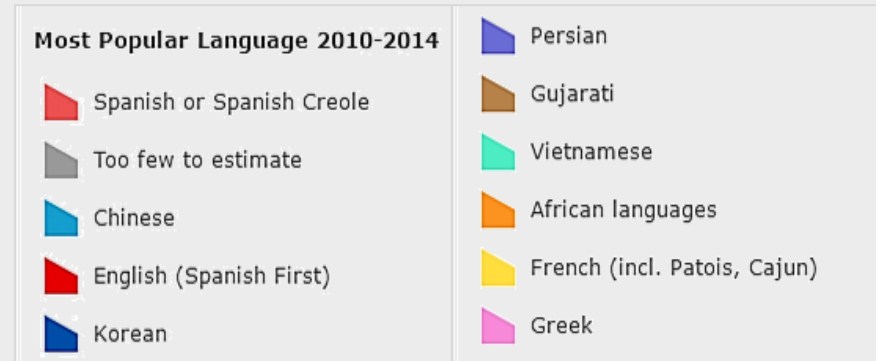 Most Popular Language 2010-2014
Spanish or Spanish Creole
Too few to estimate
Chinese
English (Spanish First)
Korean
Persian
Gujarati
Vietnamese
African languages
French (incl. Patois, Cajun)
Greek